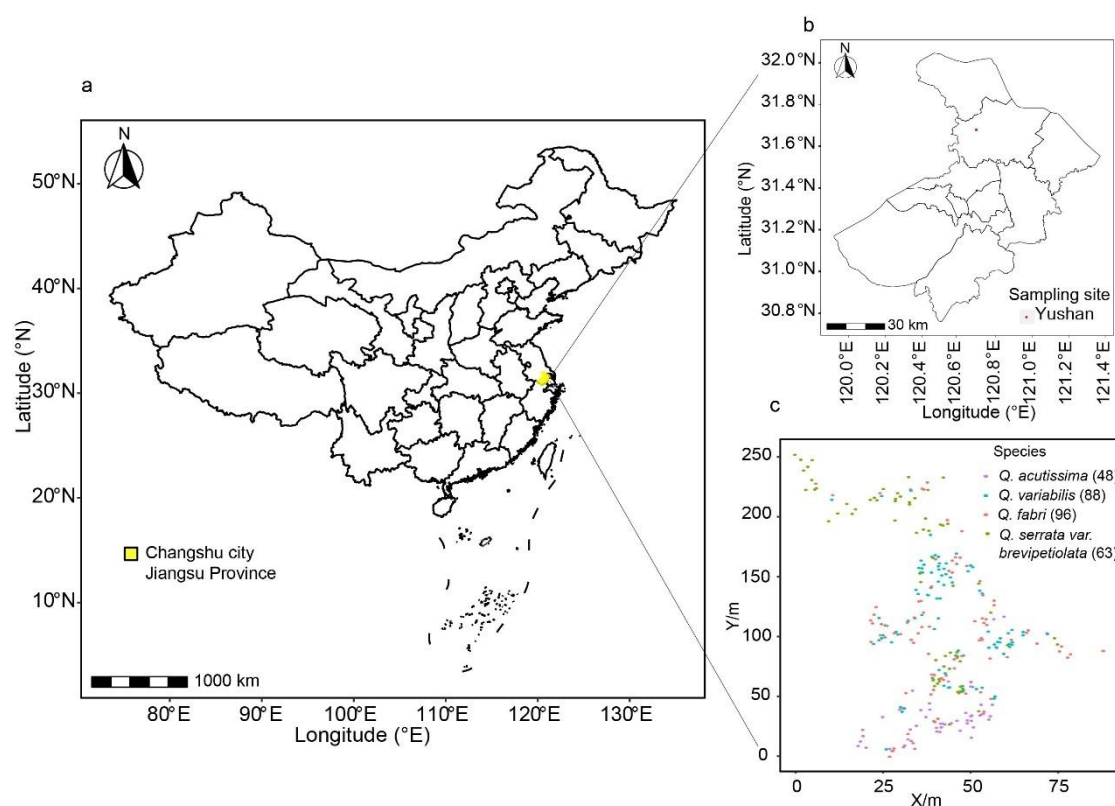 a
N
50°N
40°N
30°N
20°N
10°N
Latitude (°N)
Changshu city
Jiangsu Province
1000 km
80°E
90°E
100°E
110°E
120°E
130°E
Longitude (°E)
b
N
32.0°N
31.8°N
31.6°N
31.4°N
31.2°N
31.0°N
30.8°N
Latitude (°N)
Sampling site
Yushan
30 km
120.0°E
120.2°E
120.4°E
120.6°E
120.8°E
121.0°E
121.2°E
121.4°E
Longitude (°E)
c
Species
Q. acutissima (48)
Q. variabilis (88)
Q. fabri (96)
Q. serrata var.
brevipetiolata (63)
250
200
150
100
50
0
Y/m
0
25
50
75
X/m